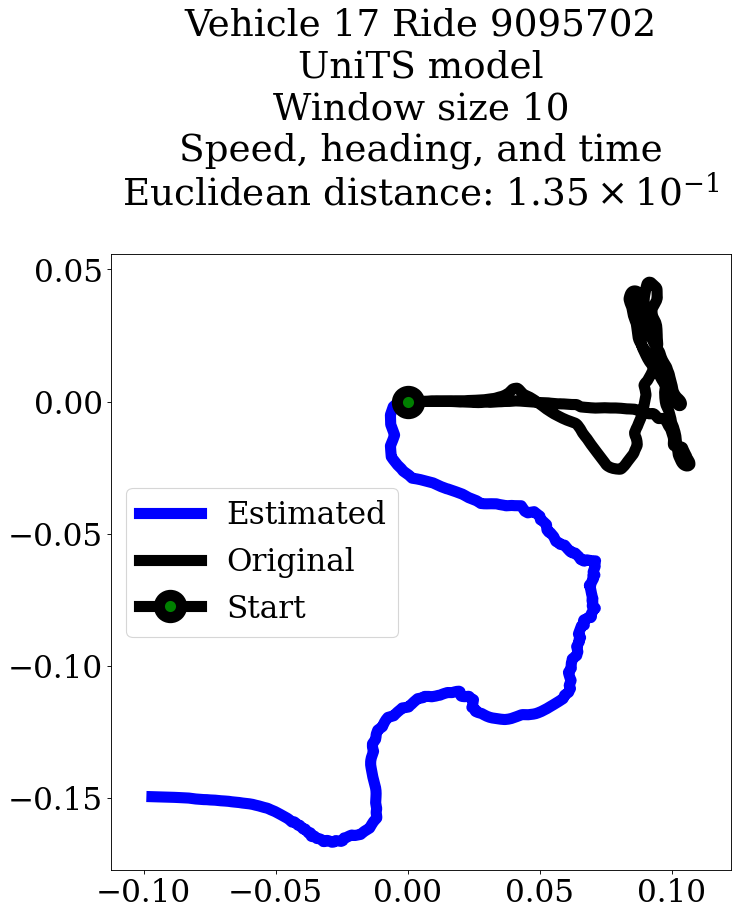 Vehicle 17 Ride 9095702
UniTS model
Window size 10
Speed, heading, and time
Euclidean distance: 1.35 × 10⁻¹
0.05
0.00
−0.05
−0.10
−0.15
Estimated
Original
Start
−0.10 −0.05 0.00 0.05 0.10